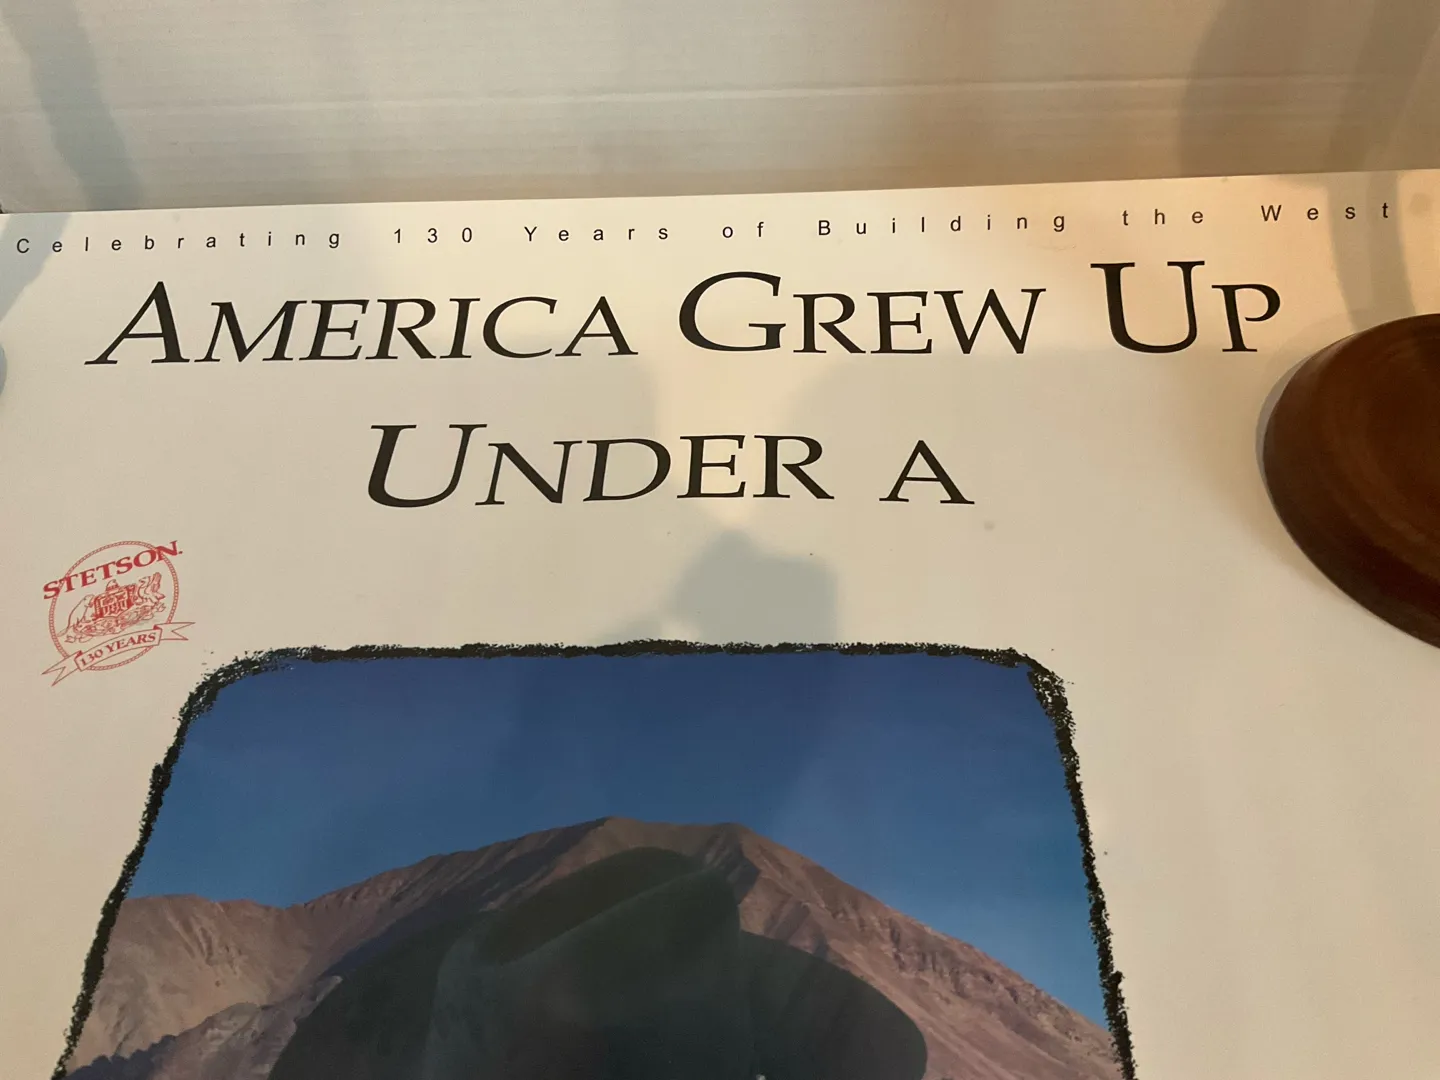 Celebrating 130 Years of Building the West
AMERICA GREW UP
UNDER A
STETSON.
130 YEARS